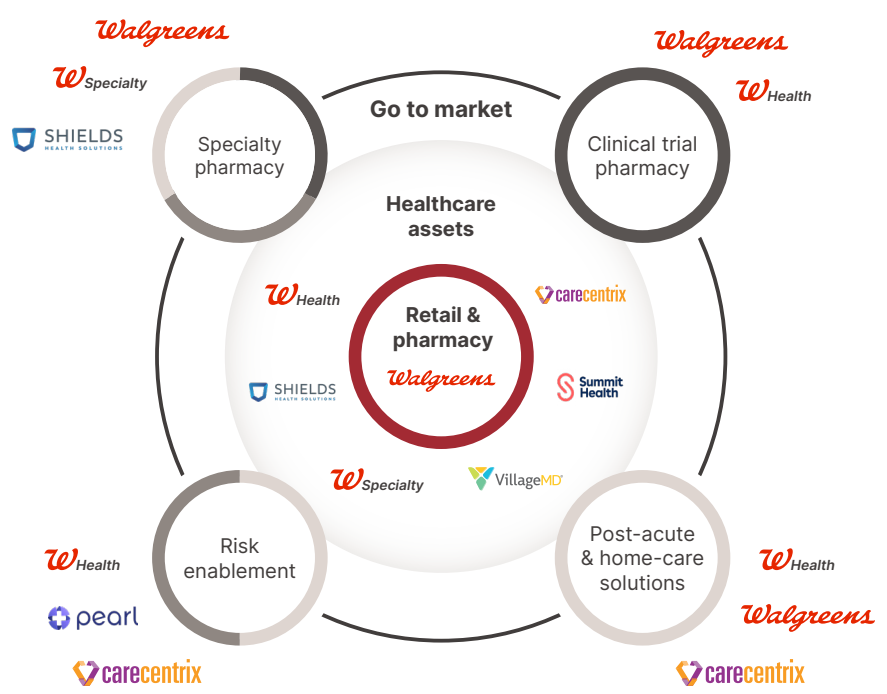 Walgreens
W Specialty
SHIELDS
HEALTH SOLUTIONS
Specialty
pharmacy
Go to market
Walgreens
W Health
Clinical trial
pharmacy
Healthcare
assets
W Health
carecentrix
Retail &
pharmacy
Walgreens
SHIELDS
HEALTH SOLUTIONS
Summit
Health
W Specialty
VillageMD
Risk
enablement
W Health
pearl
carecentrix
Post-acute
& home-care
solutions
W Health
Walgreens
carecentrix